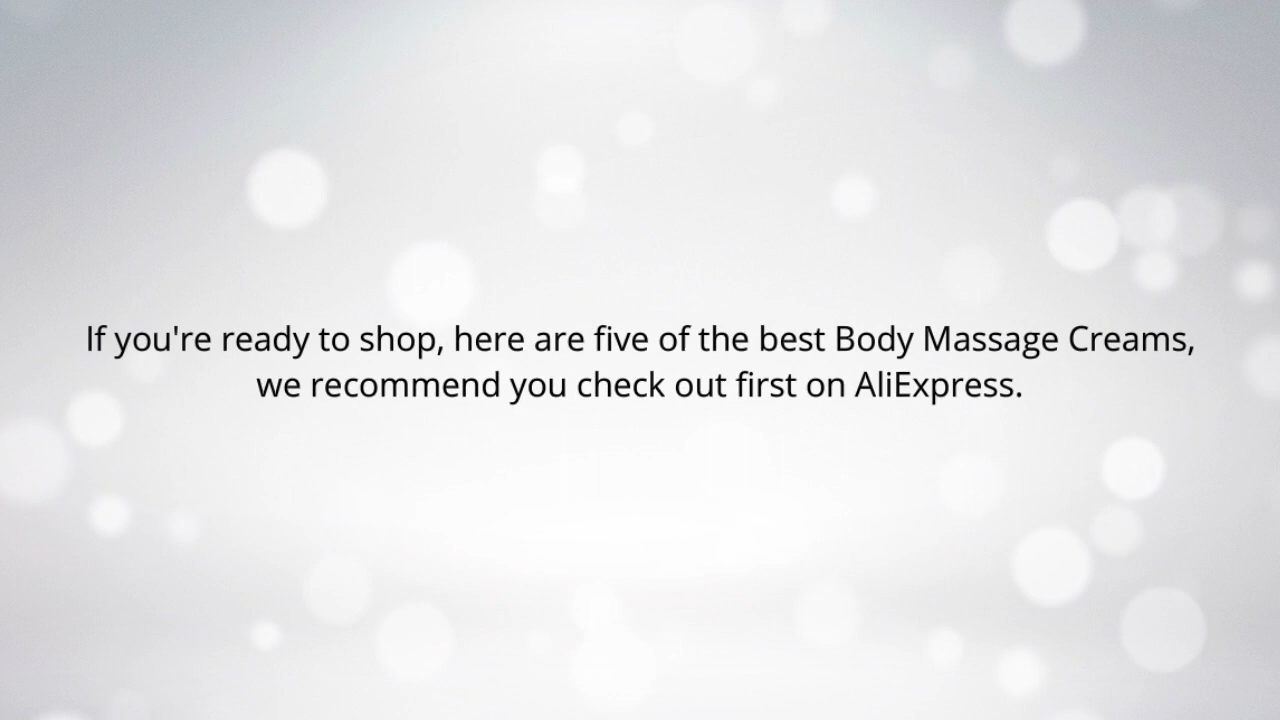 If you're ready to shop, here are five of the best Body Massage Creams,
we recommend you check out first on AliExpress.